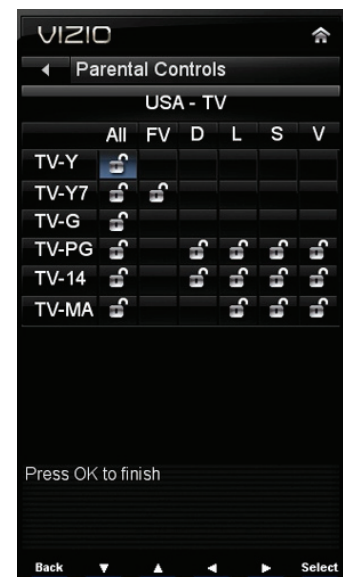 VIZIO
Parental Controls
USA - TV
All FV D L S V
TV-Y
TV-Y7
TV-G
TV-PG
TV-14
TV-MA
Press OK to finish
Back Select